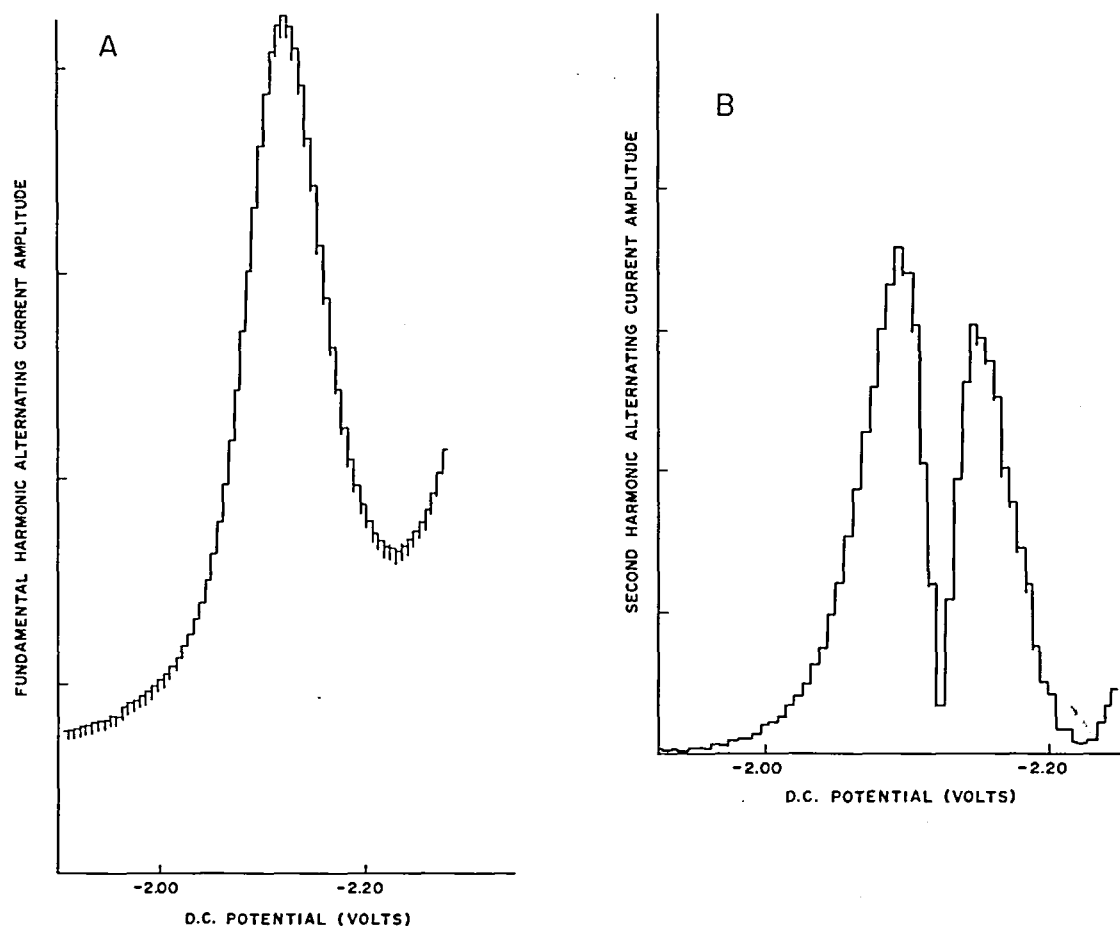 A
FUNDAMENTAL HARMONIC ALTERNATING CURRENT AMPLITUDE
-2.00
-2.20
D.C. POTENTIAL (VOLTS)
B
SECOND HARMONIC ALTERNATING CURRENT AMPLITUDE
-2.00
-2.20
D.C. POTENTIAL (VOLTS)